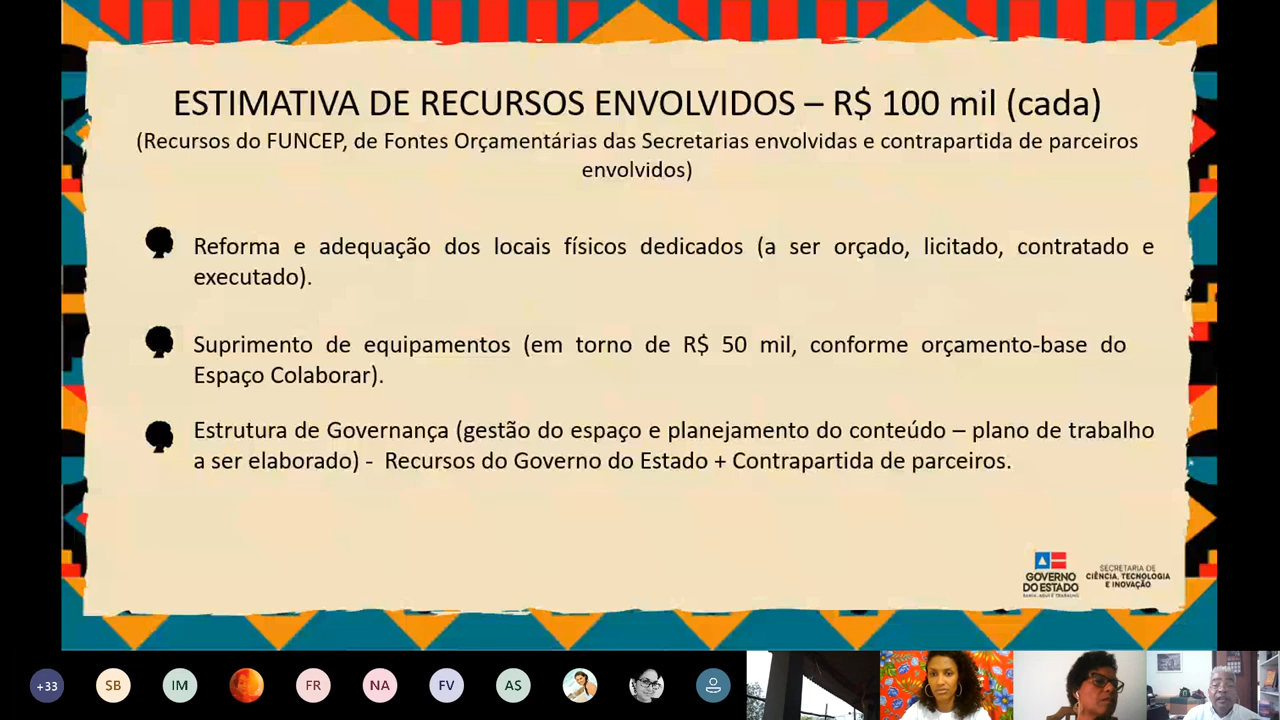 ESTIMATIVA DE RECURSOS ENVOLVIDOS – R$ 100 mil (cada)
(Recursos do FUNCEP, de Fontes Orçamentárias das Secretarias envolvidas e contrapartida de parceiros
envolvidos)
Reforma e adequação dos locais físicos dedicados (a ser orçado, licitado, contratado e
executado).
Suprimento de equipamentos (em torno de R$ 50 mil, conforme orçamento-base do
Espaço Colaborar).
Estrutura de Governança (gestão do espaço e planejamento do conteúdo – plano de trabalho
a ser elaborado) - Recursos do Governo do Estado + Contrapartida de parceiros.
GOVERNO
DO ESTADO
BAHIA. AQUI É TRABALHO
SECRETARIA DE
CIÊNCIA, TECNOLOGIA
E INOVAÇÃO
+33 SB IM FR NA FV AS